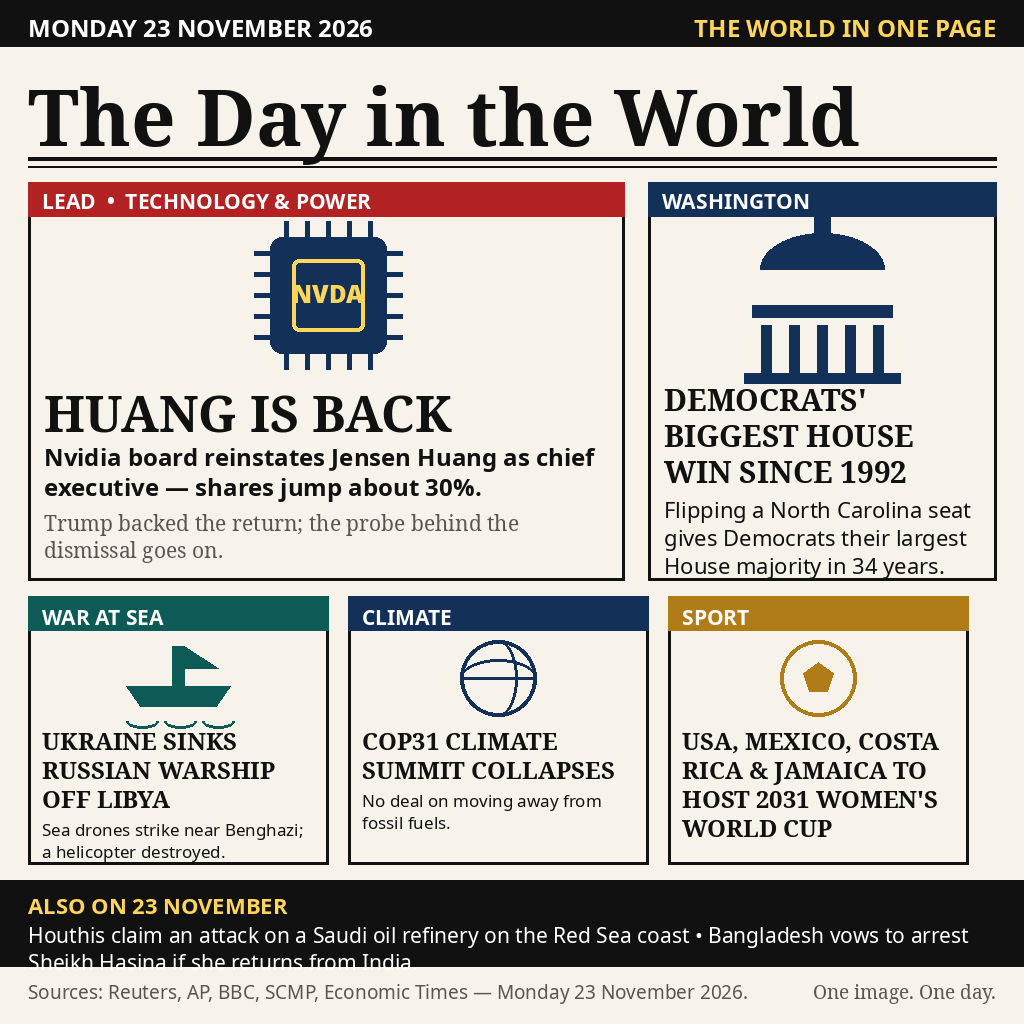 MONDAY 23 NOVEMBER 2026
THE WORLD IN ONE PAGE
The Day in the World
LEAD • TECHNOLOGY & POWER
NVDA
HUANG IS BACK
Nvidia board reinstates Jensen Huang as chief
executive — shares jump about 30%.
Trump backed the return; the probe behind the
dismissal goes on.
WASHINGTON
DEMOCRATS'
BIGGEST HOUSE
WIN SINCE 1992
Flipping a North Carolina seat
gives Democrats their largest
House majority in 34 years.
WAR AT SEA
UKRAINE SINKS
RUSSIAN WARSHIP
OFF LIBYA
Sea drones strike near Benghazi;
a helicopter destroyed.
CLIMATE
COP31 CLIMATE
SUMMIT COLLAPSES
No deal on moving away from
fossil fuels.
SPORT
USA, MEXICO, COSTA
RICA & JAMAICA TO
HOST 2031 WOMEN'S
WORLD CUP
ALSO ON 23 NOVEMBER
Houthis claim an attack on a Saudi oil refinery on the Red Sea coast • Bangladesh vows to arrest
Sheikh Hasina if she returns from India
Sources: Reuters, AP, BBC, SCMP, Economic Times — Monday 23 November 2026.
One image. One day.